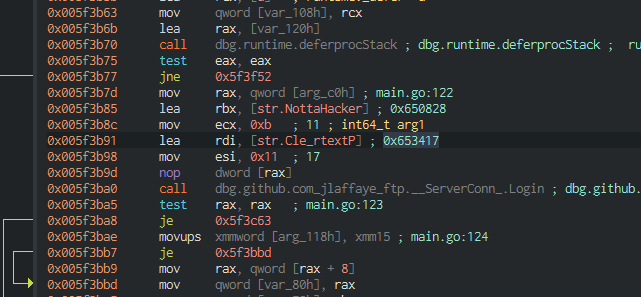 0x005f3b63 mov qword [var_108h], rcx
0x005f3b6b lea rax, [var_120h]
0x005f3b70 call dbg.runtime.deferprocStack ; dbg.runtime.deferprocStack ; ru
0x005f3b75 test eax, eax
0x005f3b77 jne 0x5f3f52
0x005f3b7d mov rax, qword [arg_c0h] ; main.go:122
0x005f3b84 lea rbx, [str.NottaHacker] ; 0x650828
0x005f3b8c mov ecx, 0xb ; 11 ; int64_t arg1
0x005f3b91 lea rdi, [str.Cle_rtextP] ; 0x653417
0x005f3b98 mov esi, 0x11 ; 17
0x005f3b9d nop dword [rax]
0x005f3ba0 call dbg.github.com_jlaffaye_ftp.__ServerConn_.Login ; dbg.github.
0x005f3ba5 test rax, rax ; main.go:123
0x005f3ba8 je 0x5f3c63
0x005f3bae movups xmmword [arg_118h], xmm15 ; main.go:124
0x005f3bb7 je 0x5f3bbd
0x005f3bb9 mov rax, qword [rax + 8]
0x005f3bbd mov qword [var_80h], rax